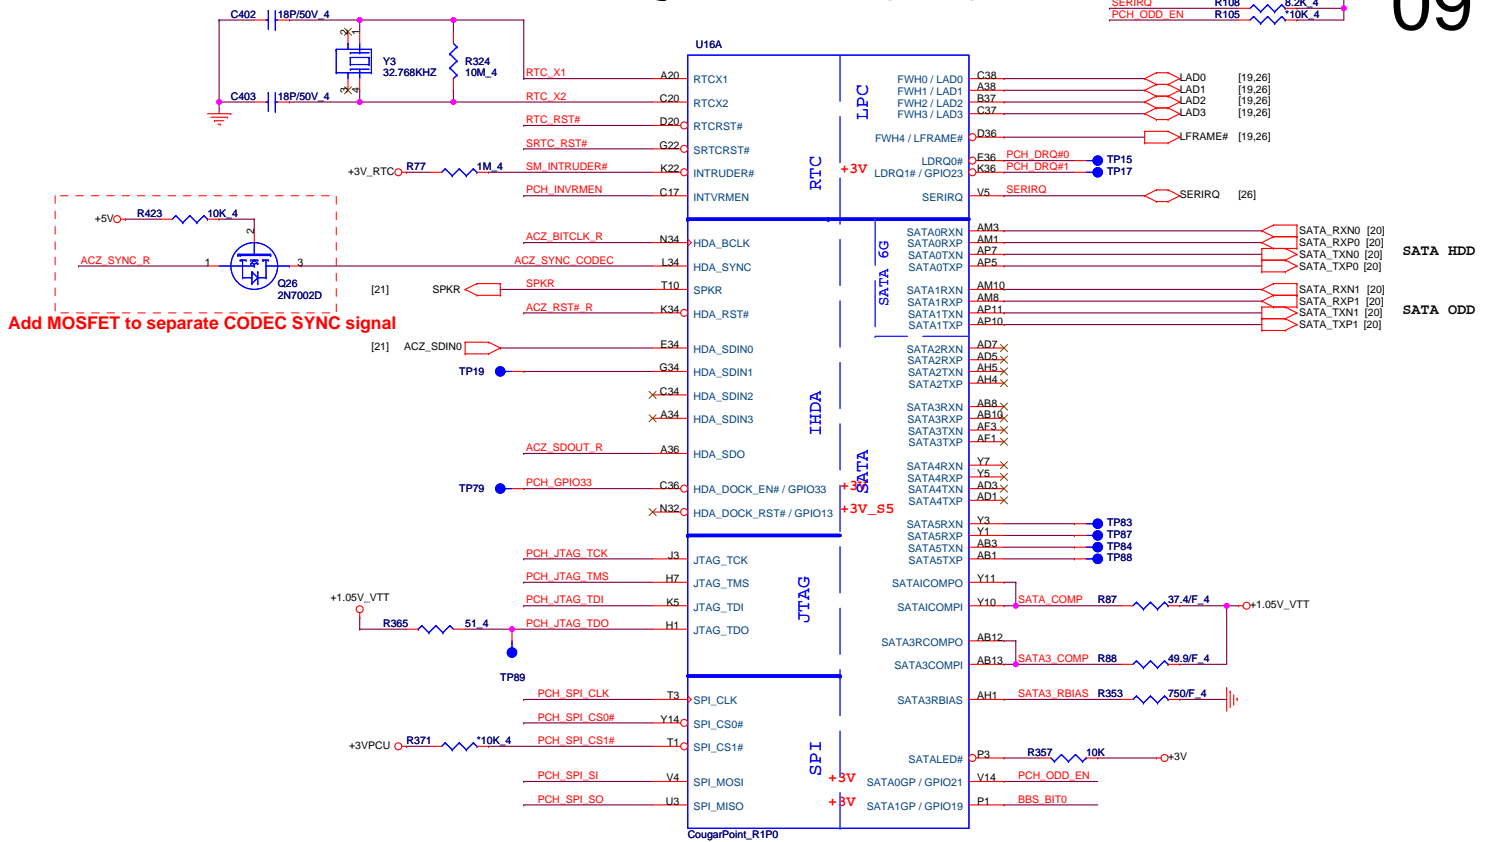 SERIRQ R108 8.2K_4
PCH_ODD_EN R105 *10K_4
09
C402 18P/50V_4
2 1
Y3
32.768KHZ
R324
10M_4
3 4
C403 18P/50V_4
U16A
RTC_X1 A20 RTCX1
RTC_X2 C20 RTCX2
RTC_RST# D20 RTCRST#
SRTC_RST# G22 SRTCRST#
+3V_RTC R77 1M_4 SM_INTRUDER# K22 INTRUDER#
PCH_INVRMEN C17 INTVRMEN
RTC
LPC
+3V
FWH0 / LAD0 C38 LAD0 [19,26]
FWH1 / LAD1 A38 LAD1 [19,26]
FWH2 / LAD2 B37 LAD2 [19,26]
FWH3 / LAD3 C37 LAD3 [19,26]
FWH4 / LFRAME# D36 LFRAME# [19,26]
LDRQ0# E36 PCH_DRQ#0 TP15
LDRQ1# / GPIO23 K36 PCH_DRQ#1 TP17
SERIRQ V5 SERIRQ SERIRQ [26]
+5V R423 10K_4
2
ACZ_SYNC_R 1 3 ACZ_SYNC_CODEC L34 HDA_SYNC
Q26
2N7002D
Add MOSFET to separate CODEC SYNC signal
ACZ_BITCLK_R N34 HDA_BCLK
[21] SPKR SPKR T10 SPKR
ACZ_RST#_R K34 HDA_RST#
[21] ACZ_SDIN0 E34 HDA_SDIN0
TP19 G34 HDA_SDIN1
C34 HDA_SDIN2
A34 HDA_SDIN3
ACZ_SDOUT_R A36 HDA_SDO
TP79 PCH_GPIO33 C36 HDA_DOCK_EN# / GPIO33 +3V
N32 HDA_DOCK_RST# / GPIO13 +3V_S5
IHDA
SATA 6G
SATA
SATA0RXN AM3 SATA_RXN0 [20]
SATA0RXP AM1 SATA_RXP0 [20]
SATA0TXN AP7 SATA_TXN0 [20]
SATA0TXP AP5 SATA_TXP0 [20]
SATA HDD
SATA1RXN AM10 SATA_RXN1 [20]
SATA1RXP AM8 SATA_RXP1 [20]
SATA1TXN AP11 SATA_TXN1 [20]
SATA1TXP AP10 SATA_TXP1 [20]
SATA ODD
SATA2RXN AD7
SATA2RXP AD5
SATA2TXN AH5
SATA2TXP AH4
SATA3RXN AB8
SATA3RXP AB10
SATA3TXN AF3
SATA3TXP AF1
SATA4RXN Y7
SATA4RXP Y5
SATA4TXN AD3
SATA4TXP AD1
SATA5RXN Y3 TP83
SATA5RXP Y1 TP87
SATA5TXN AB3 TP84
SATA5TXP AB1 TP88
SATAICOMPO Y11
SATAICOMPI Y10 SATA_COMP R87 37.4/F_4 +1.05V_VTT
SATA3RCOMPO AB12
SATA3COMPI AB13 SATA3_COMP R88 49.9/F_4
SATA3RBIAS AH1 SATA3_RBIAS R353 750/F_4
SATALED# P3 R357 10K +3V
+3V SATA0GP / GPIO21 V14 PCH_ODD_EN
+3V SATA1GP / GPIO19 P1 BBS_BIT0
PCH_JTAG_TCK J3 JTAG_TCK
PCH_JTAG_TMS H7 JTAG_TMS
PCH_JTAG_TDI K5 JTAG_TDI
+1.05V_VTT
R365 51_4 PCH_JTAG_TDO H1 JTAG_TDO
TP89
JTAG
PCH_SPI_CLK T3 SPI_CLK
PCH_SPI_CS0# Y14 SPI_CS0#
+3VPCU R371 *10K_4 PCH_SPI_CS1# T1 SPI_CS1#
PCH_SPI_SI V4 SPI_MOSI
PCH_SPI_SO U3 SPI_MISO
SPI
CougarPoint_R1P0